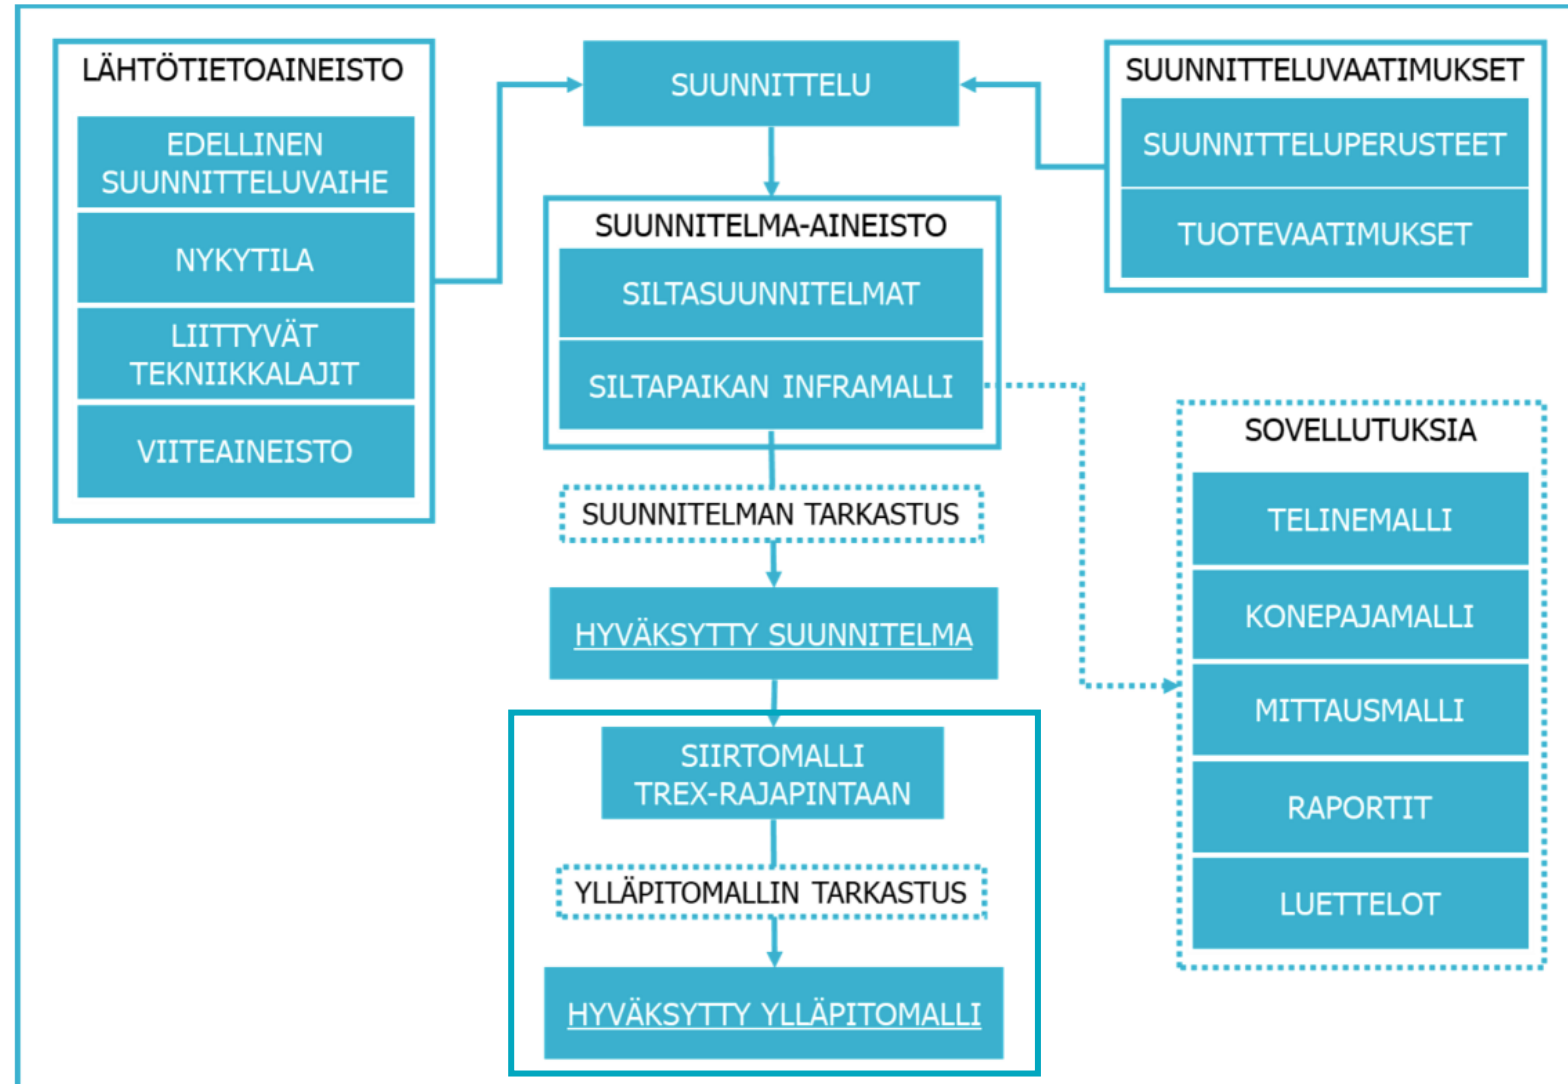 LÄHTÖTIETOAINEISTO
EDELLINEN
SUUNNITTELUVAIHE
NYKYTILA
LIITTYVÄT
TEKNIIKKALAJIT
VIITEAINEISTO
SUUNNITTELU
SUUNNITELMA-AINEISTO
SILTASUUNNITELMAT
SILTAPAIKAN INFRAMALLI
SUUNNITELMAN TARKASTUS
HYVÄKSYTTY SUUNNITELMA
SIIRTOMALLI
TREX-RAJAPINTAAN
YLLÄPITOMALLIN TARKASTUS
HYVÄKSYTTY YLLÄPITOMALLI
SUUNNITTELUVAATIMUKSET
SUUNNITTELUPERUSTEET
TUOTEVAATIMUKSET
SOVELLUTUKSIA
TELINEMALLI
KONEPAJAMALLI
MITTAUSMALLI
RAPORTIT
LUETTELOT